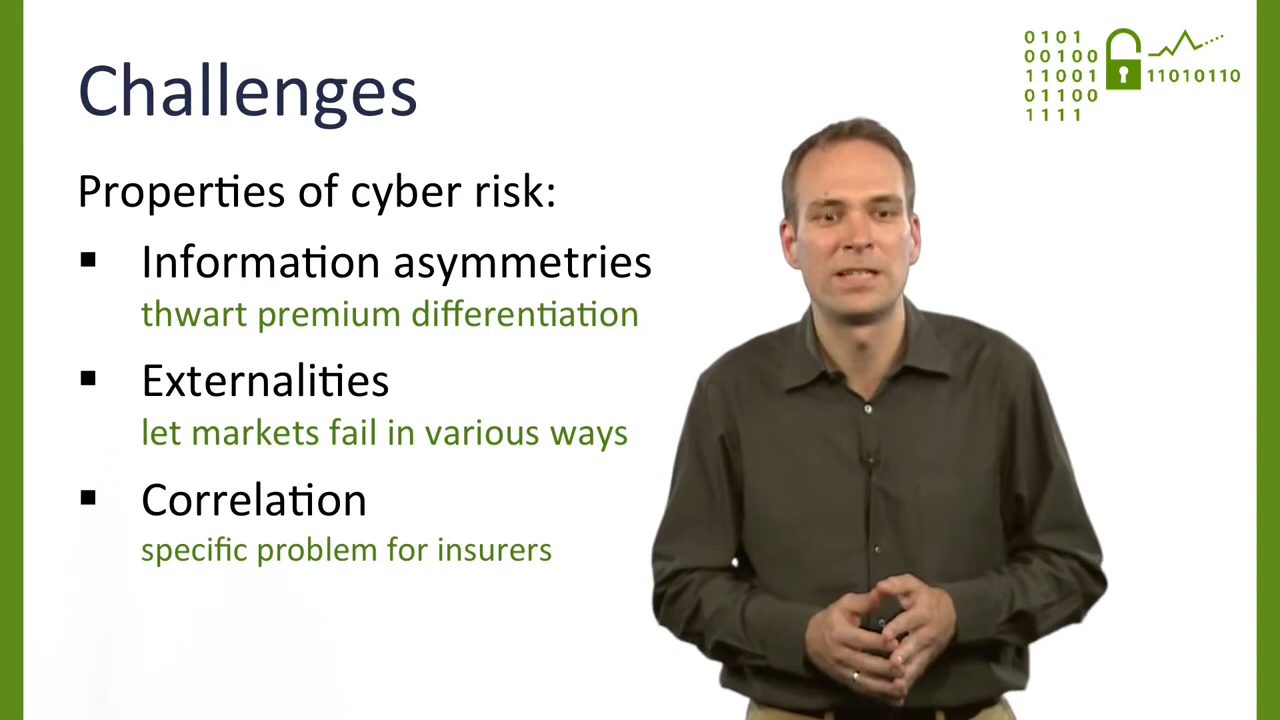 Challenges
Properties of cyber risk:
▪ Information asymmetries
thwart premium differentiation
▪ Externalities
let markets fail in various ways
▪ Correlation
specific problem for insurers
0101
00100
11001
01100
1111
11010110